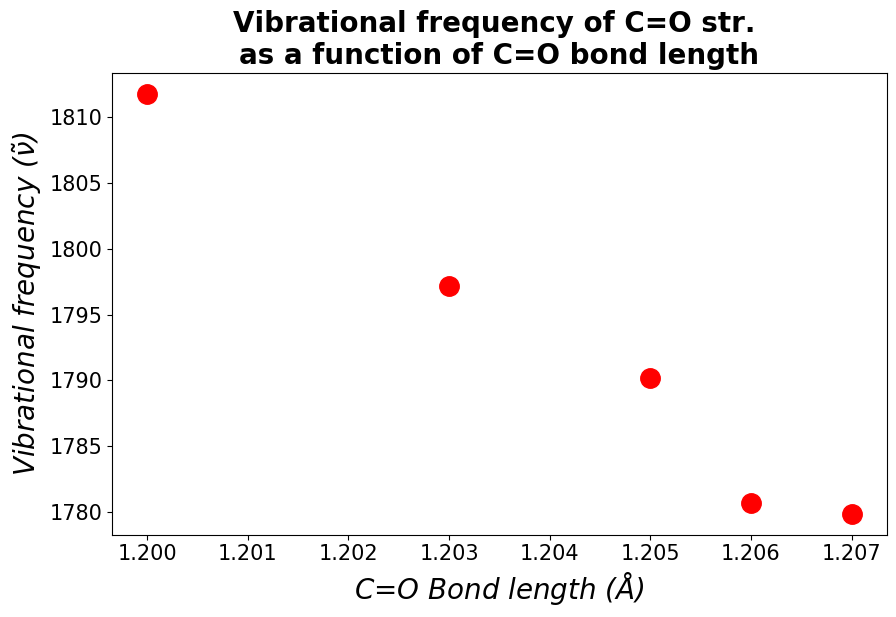 Vibrational frequency of C=O str.
as a function of C=O bond length
Vibrational frequency (ν̃)
1810
1805
1800
1795
1790
1785
1780
1.200 1.201 1.202 1.203 1.204 1.205 1.206 1.207
C=O Bond length (Å)